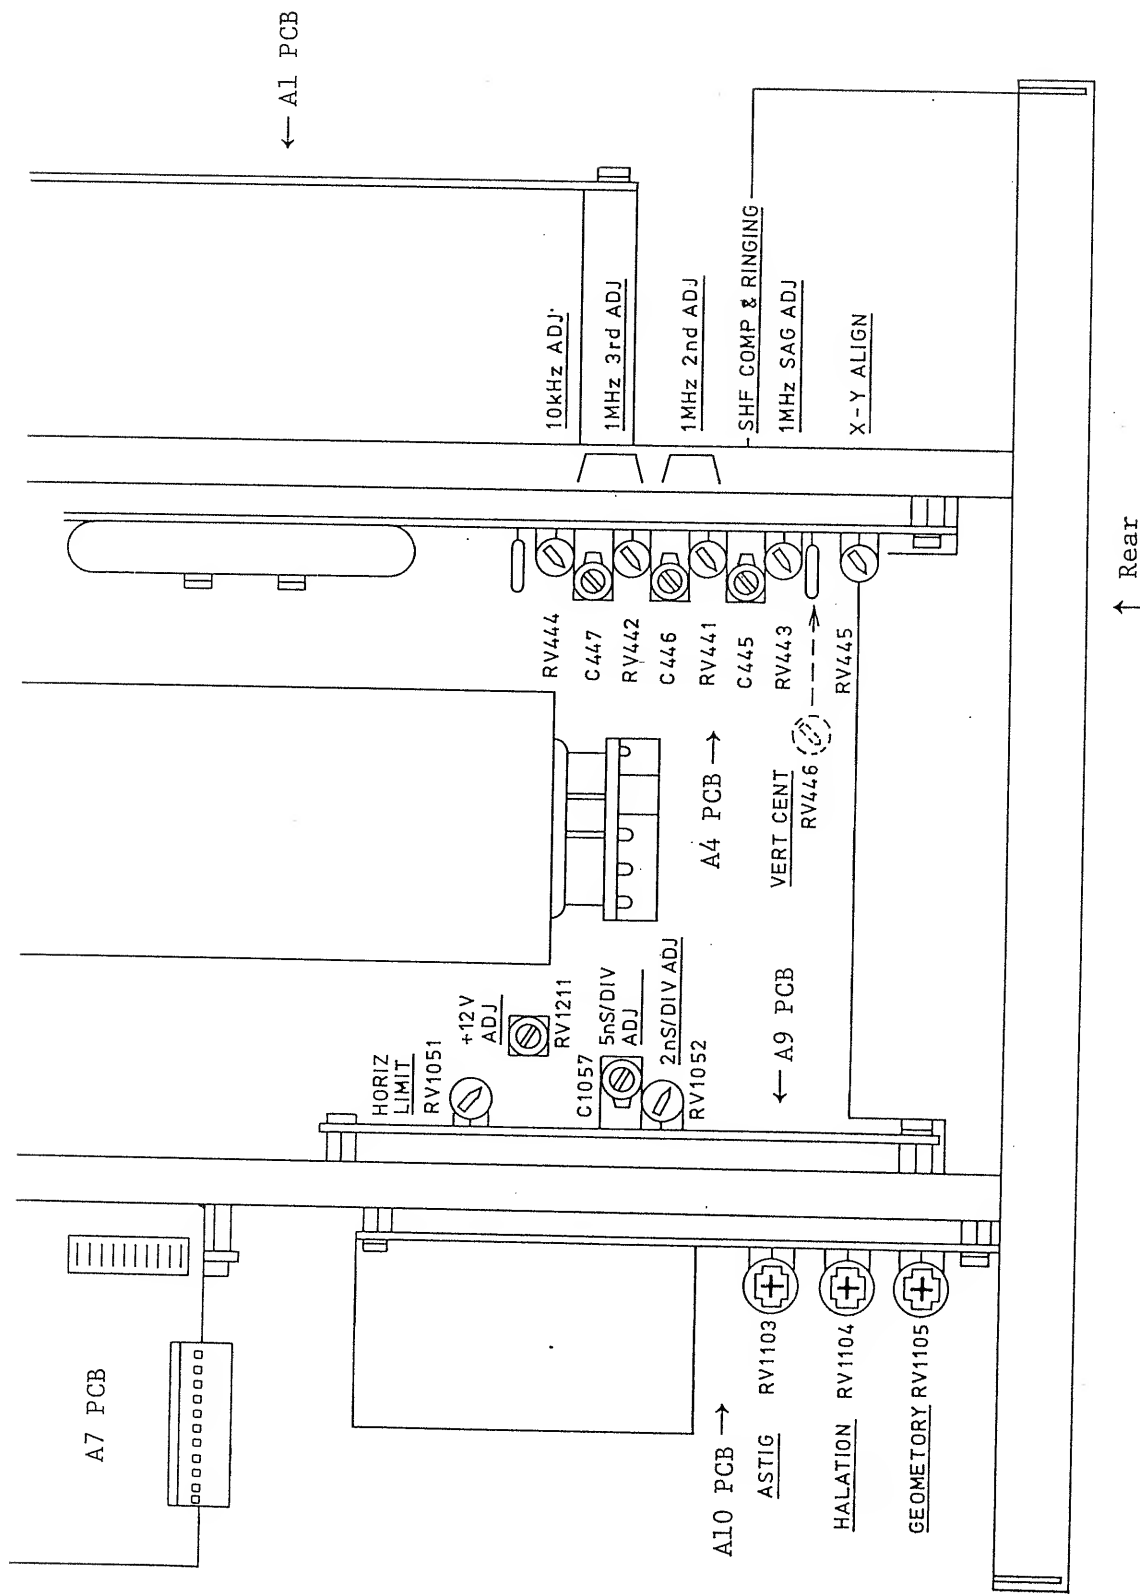 ← A1 PCB
10kHz ADJ
1MHz 3rd ADJ
1MHz 2nd ADJ
SHF COMP & RINGING
1MHz SAG ADJ
X-Y ALIGN
RV444
C447
RV442
C446
RV441
C445
RV443
RV445
A4 PCB →
VERT CENT
RV446
HORIZ
LIMIT
RV1051
+12V
ADJ
RV1211
C1057
5nS/DIV
ADJ
2nS/DIV ADJ
RV1052
← A9 PCB
A7 PCB
A10 PCB →
ASTIG RV1103
HALATION RV1104
GEOMETORY RV1105
↑ Rear